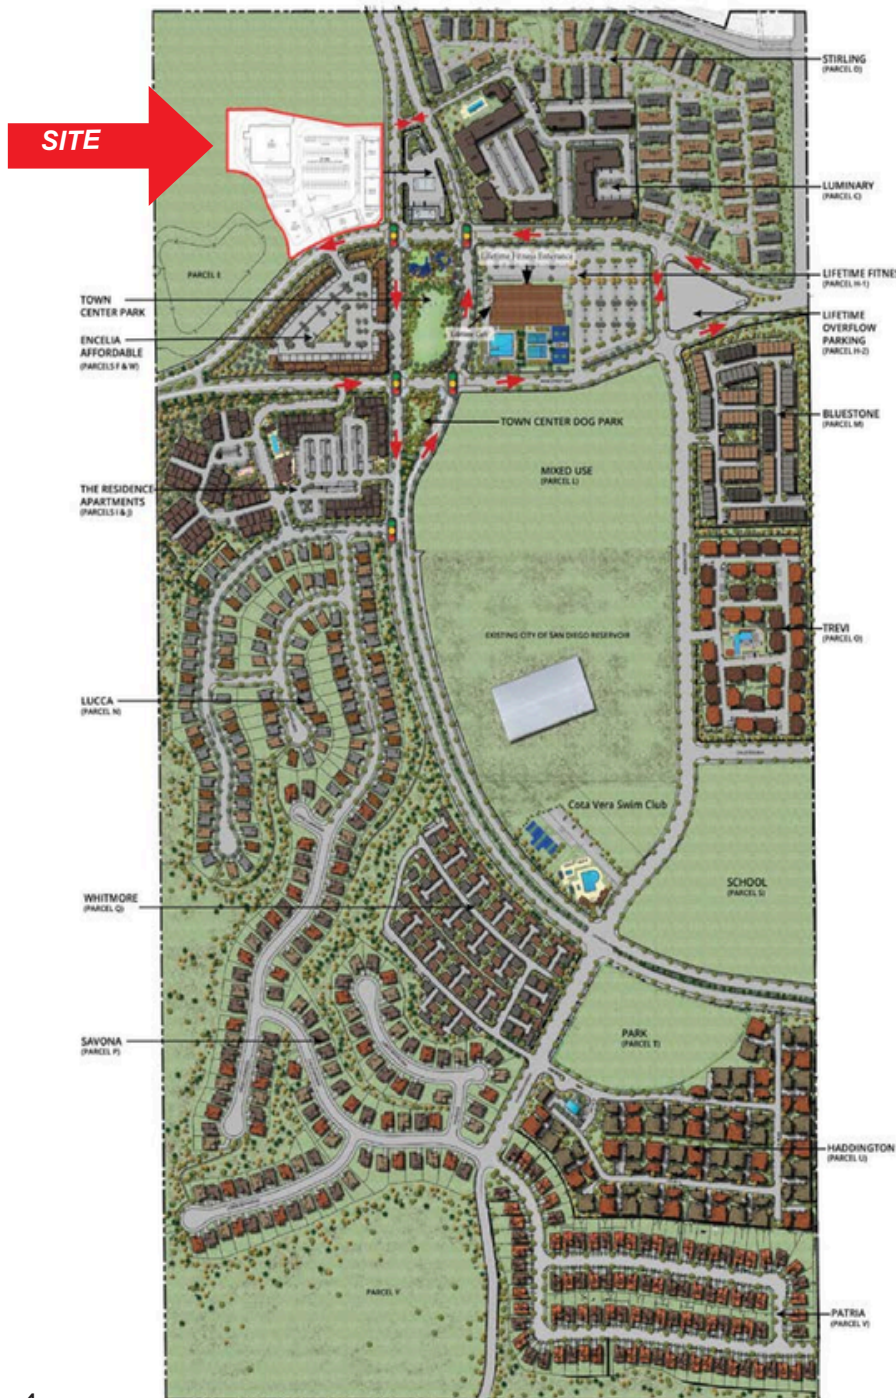 SITE
STIRLING
(PARCEL D)
LUMINARY
(PARCEL C)
PARCEL E
Lifetime Fitness Entrance
LIFETIME FITNES
(PARCEL H-1)
TOWN
CENTER PARK
LIFETIME
OVERFLOW
PARKING
(PARCEL H-2)
ENCELIA
AFFORDABLE
(PARCELS F & W)
BLUESTONE
(PARCEL M)
TOWN CENTER DOG PARK
MIXED USE
(PARCEL L)
THE RESIDENCE
APARTMENTS
(PARCELS I & J)
TREVI
(PARCEL O)
EXISTING CITY OF SAN DIEGO RESERVOIR
LUCCA
(PARCEL N)
Cota Vera Swim Club
SCHOOL
(PARCEL S)
WHITMORE
(PARCEL Q)
PARK
(PARCEL T)
SAVONA
(PARCEL P)
HADDINGTON
(PARCEL U)
PARCEL Y
PATRIA
(PARCEL V)